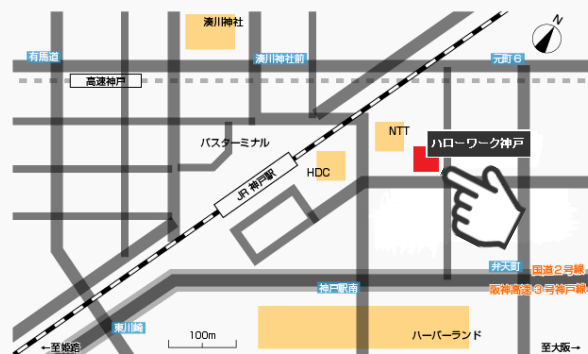 湊川神社
N
有馬道
湊川神社前
元町6
高速神戸
バスターミナル
NTT
ハローワーク神戸
HDC
JR 神戸駅
弁天町
国道2号線
神戸駅南
阪神高速3号神戸線
東川崎
100m
ハーバーランド
←至姫路
至大阪→